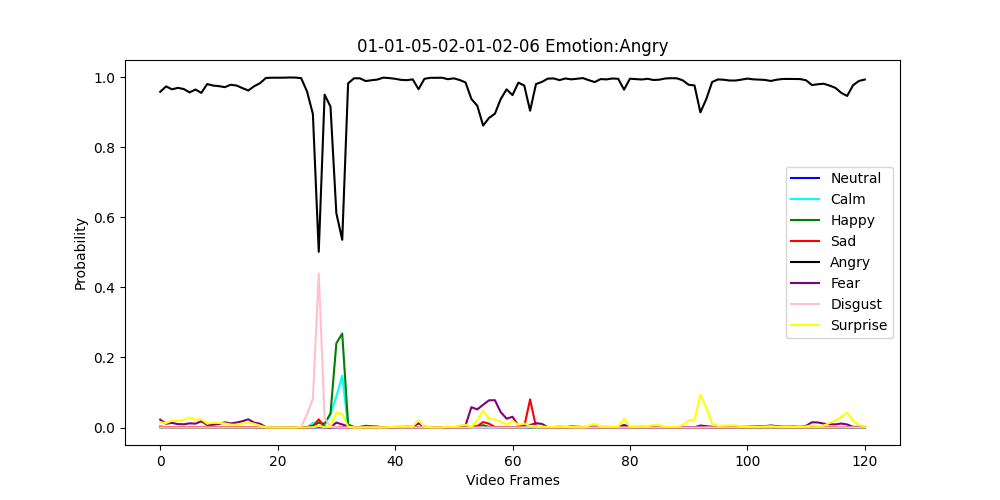 01-01-05-02-01-02-06 Emotion:Angry
Probability
1.0
0.8
0.6
0.4
0.2
0.0
0
20
40
60
80
100
120
Video Frames
Neutral
Calm
Happy
Sad
Angry
Fear
Disgust
Surprise